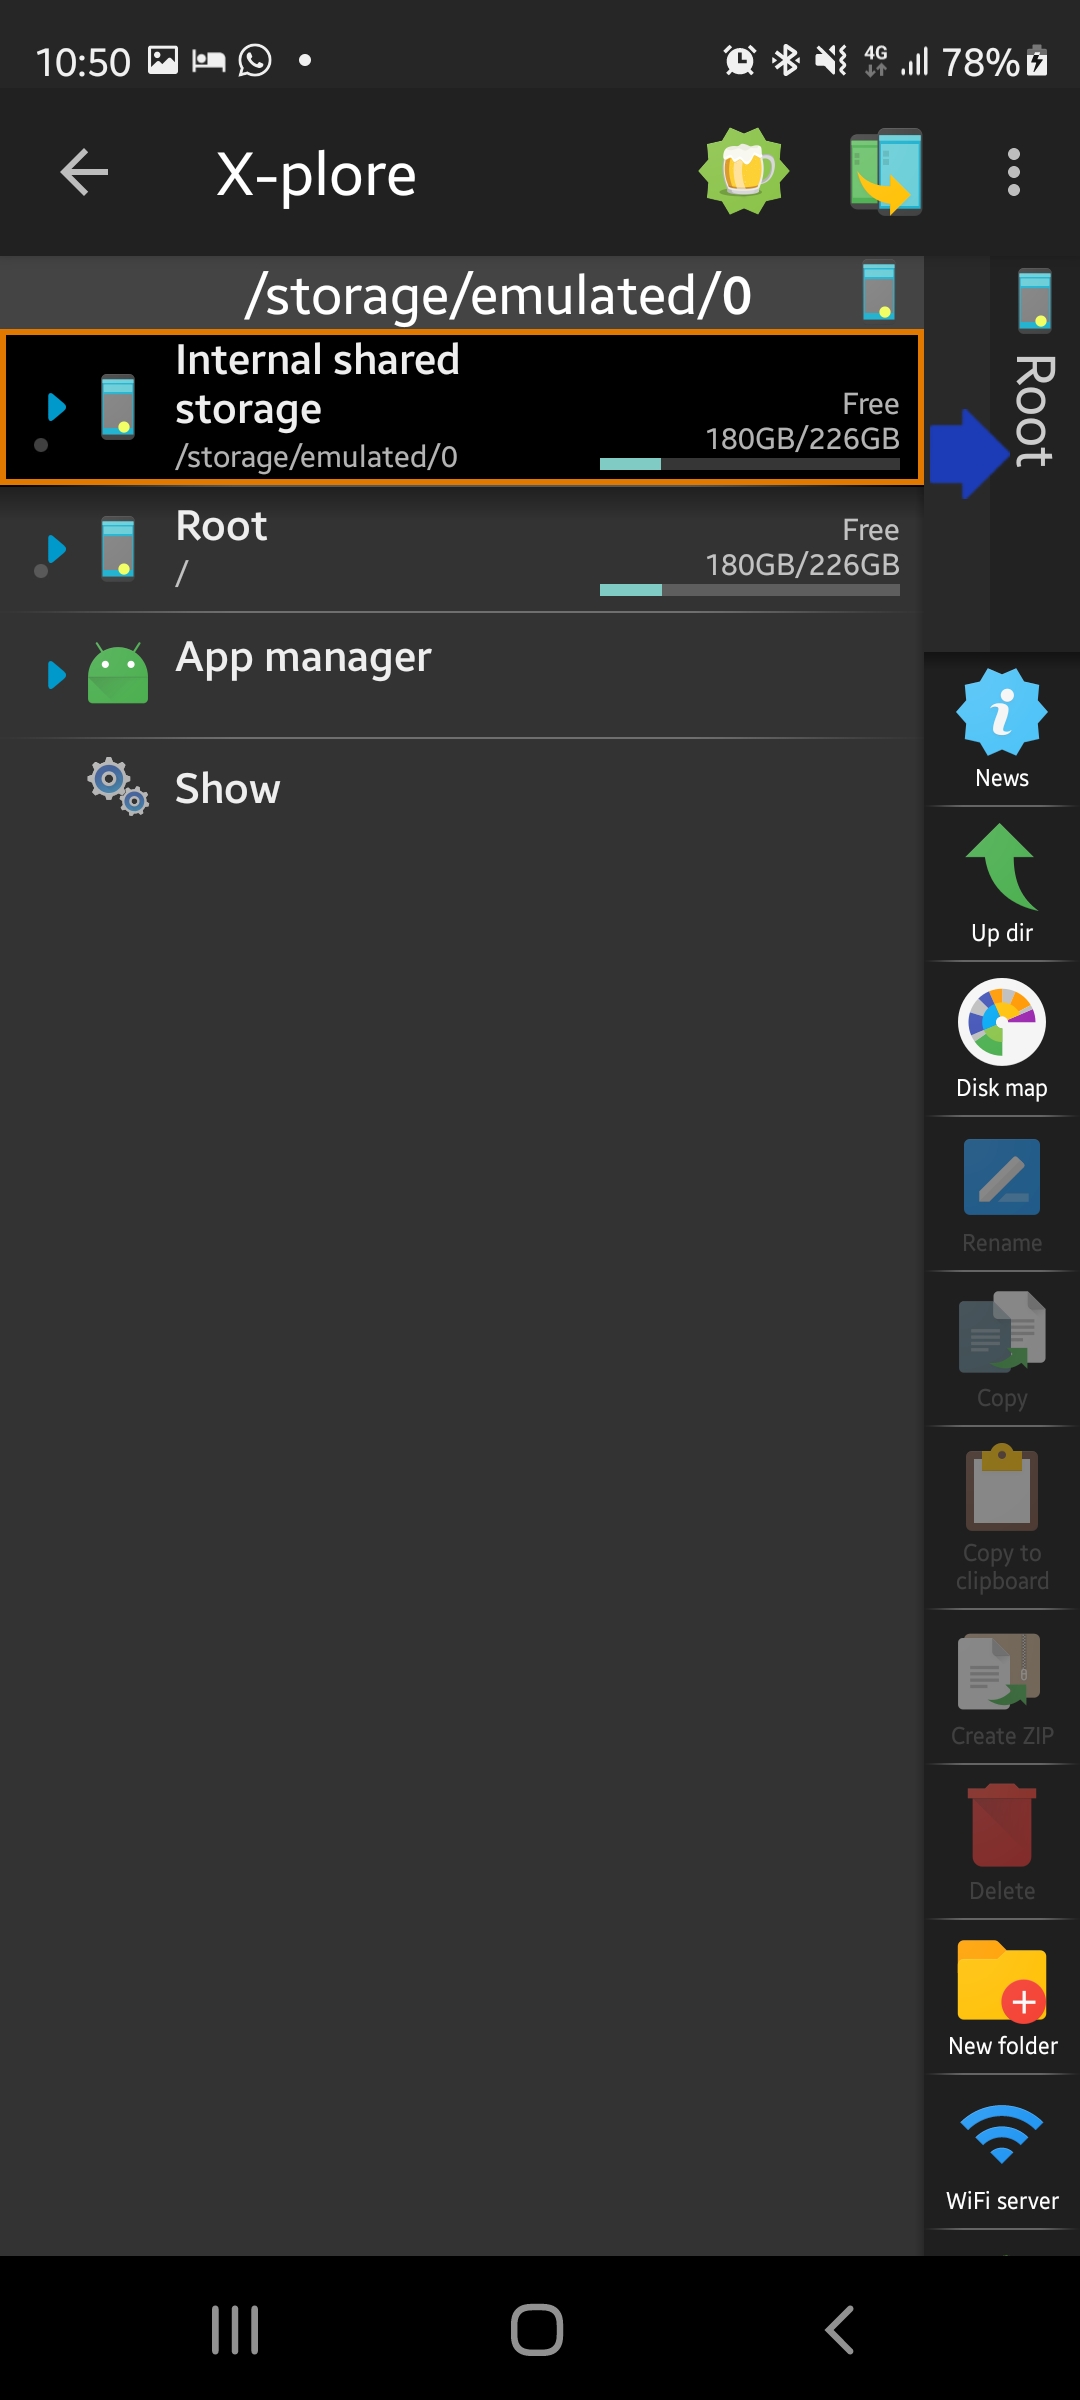 10:50
4G
78%
X-plore
/storage/emulated/0
Internal shared
storage
/storage/emulated/0
Free
180GB/226GB
Root
Root
/
Free
180GB/226GB
App manager
Show
News
Up dir
Disk map
Rename
Copy
Copy to
clipboard
Create ZIP
Delete
New folder
WiFi server